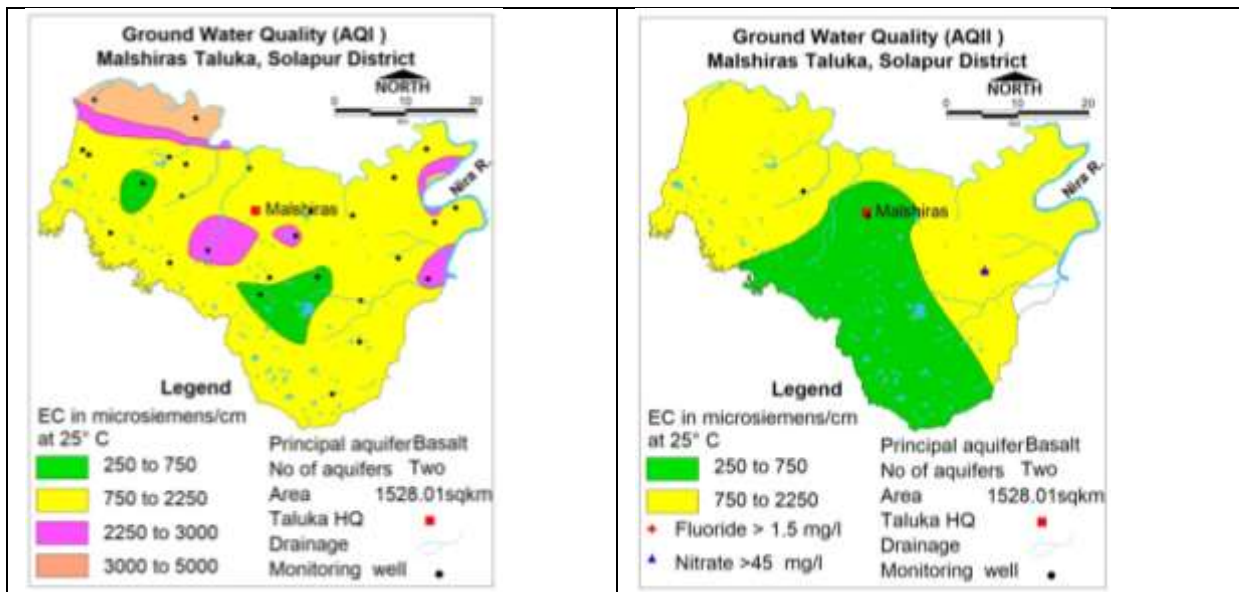 Ground Water Quality (AQI )
Malshiras Taluka, Solapur District
NORTH
0 10 20
Nira R.
Malshiras
Legend
EC in microsiemens/cm
at 25° C
250 to 750
750 to 2250
2250 to 3000
3000 to 5000
Principal aquifer Basalt
No of aquifers Two
Area 1528.01sqkm
Taluka HQ
Drainage
Monitoring well
Ground Water Quality (AQII )
Malshiras Taluka, Solapur District
NORTH
0 10 20
Nira R.
Malshiras
Legend
EC in microsiemens/cm
at 25° C
250 to 750
750 to 2250
Fluoride > 1.5 mg/l
Nitrate >45 mg/l
Principal aquifer Basalt
No of aquifers Two
Area 1528.01sqkm
Taluka HQ
Drainage
Monitoring well